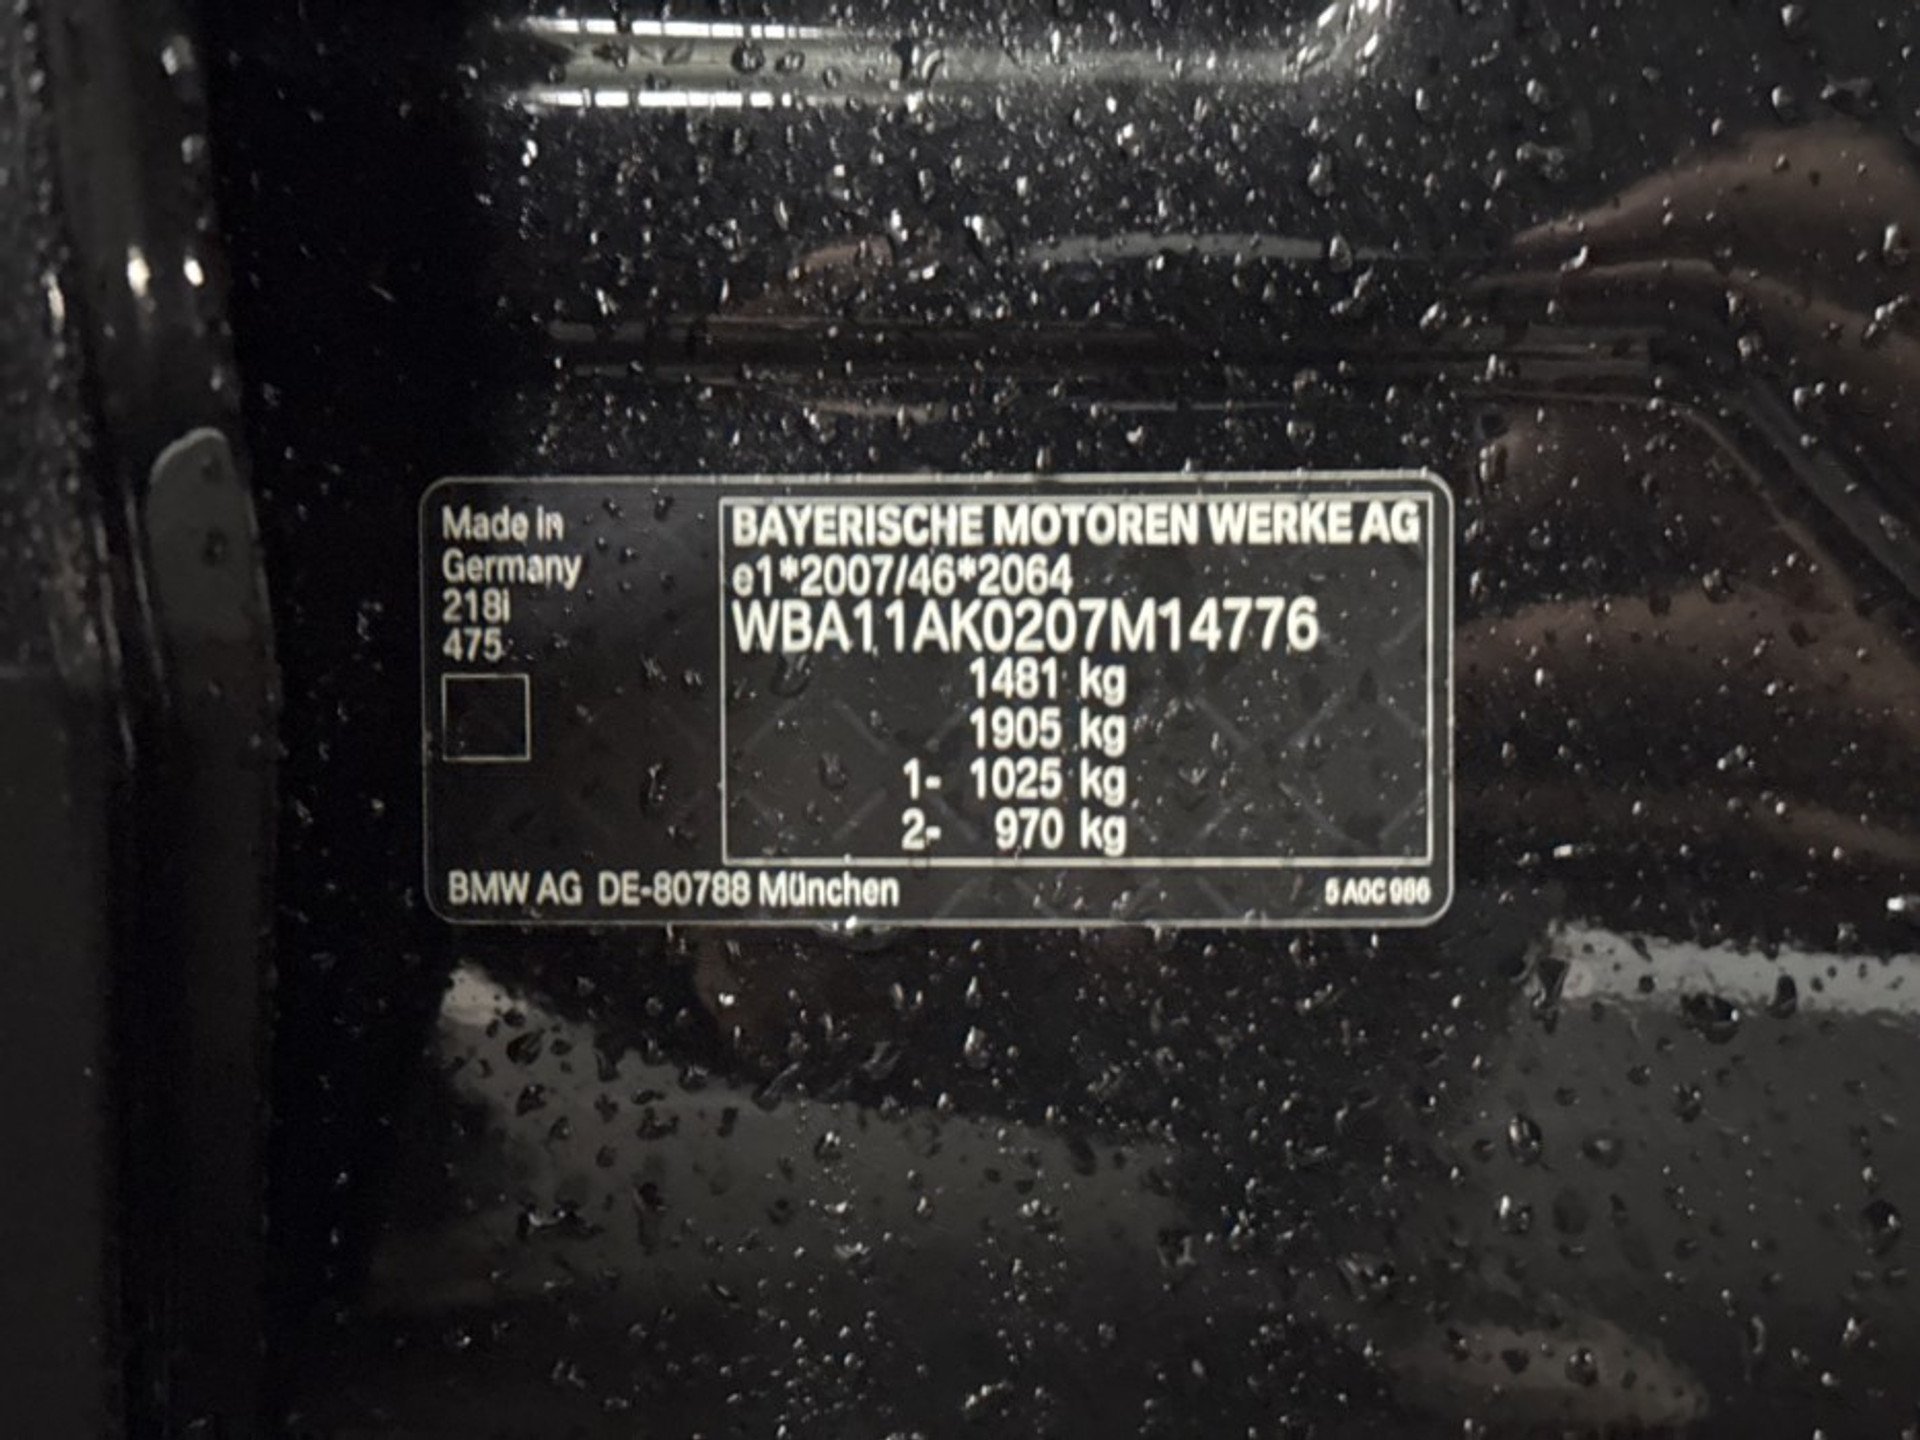 Made in
Germany
218i
475
BAYERISCHE MOTOREN WERKE AG
e1*2007/46*2064
WBA11AK0207M14776
1481 kg
1905 kg
1- 1025 kg
2- 970 kg
BMW AG DE-80788 München
5 A0C 986